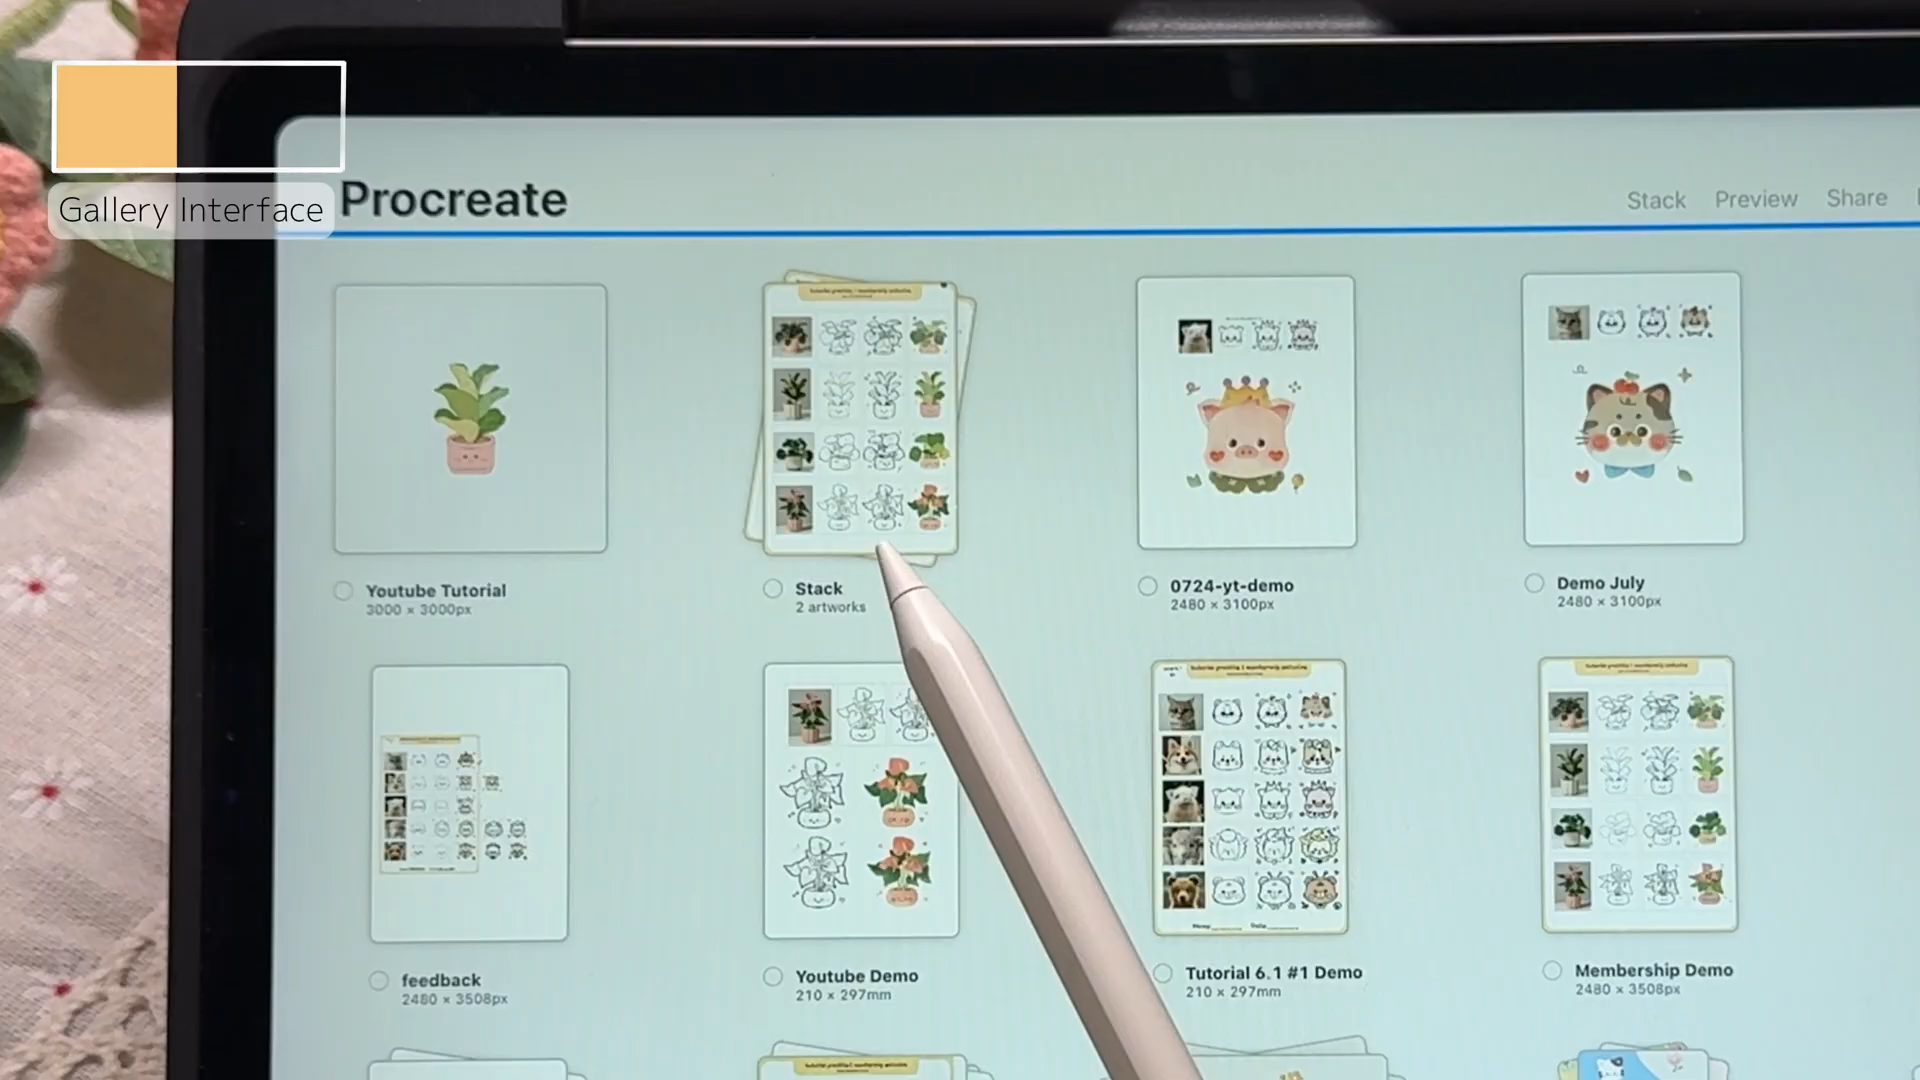 Gallery Interface
Procreate
Stack Preview Share
Youtube Tutorial
3000 × 3000px
Stack
2 artworks
0724-yt-demo
2480 × 3100px
Demo July
2480 × 3100px
feedback
2480 × 3508px
Youtube Demo
210 × 297mm
Tutorial 6.1 #1 Demo
210 × 297mm
Membership Demo
2480 × 3508px